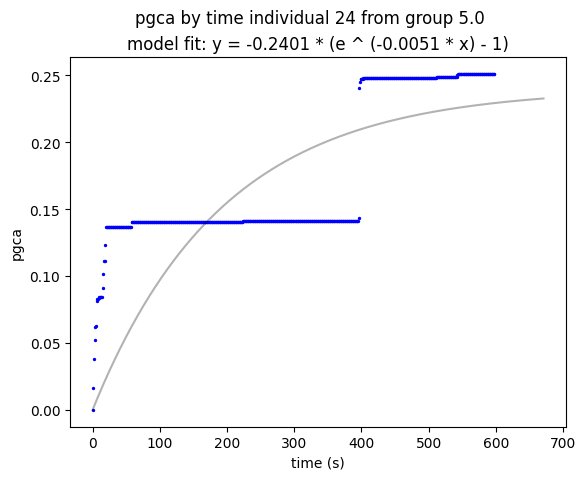 pgca by time individual 24 from group 5.0
model fit: y = -0.2401 * (e ^ (-0.0051 * x) - 1)
0.25
0.20
0.15
0.10
0.05
0.00
pgca
0 100 200 300 400 500 600 700
time (s)